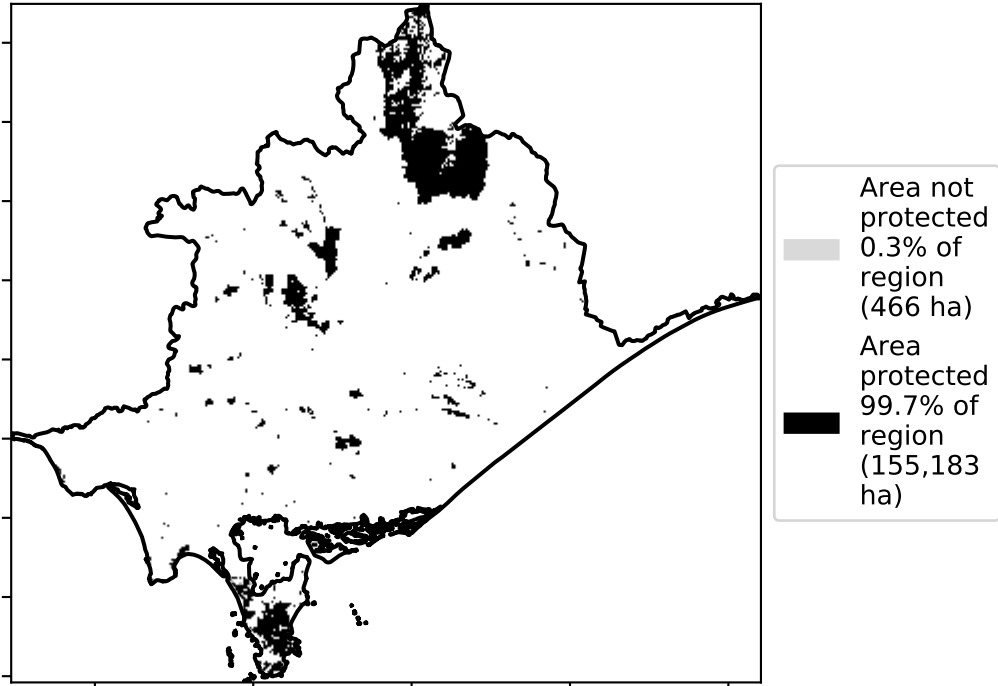 Area not
protected
0.3% of
region
(466 ha)
Area
protected
99.7% of
region
(155,183
ha)